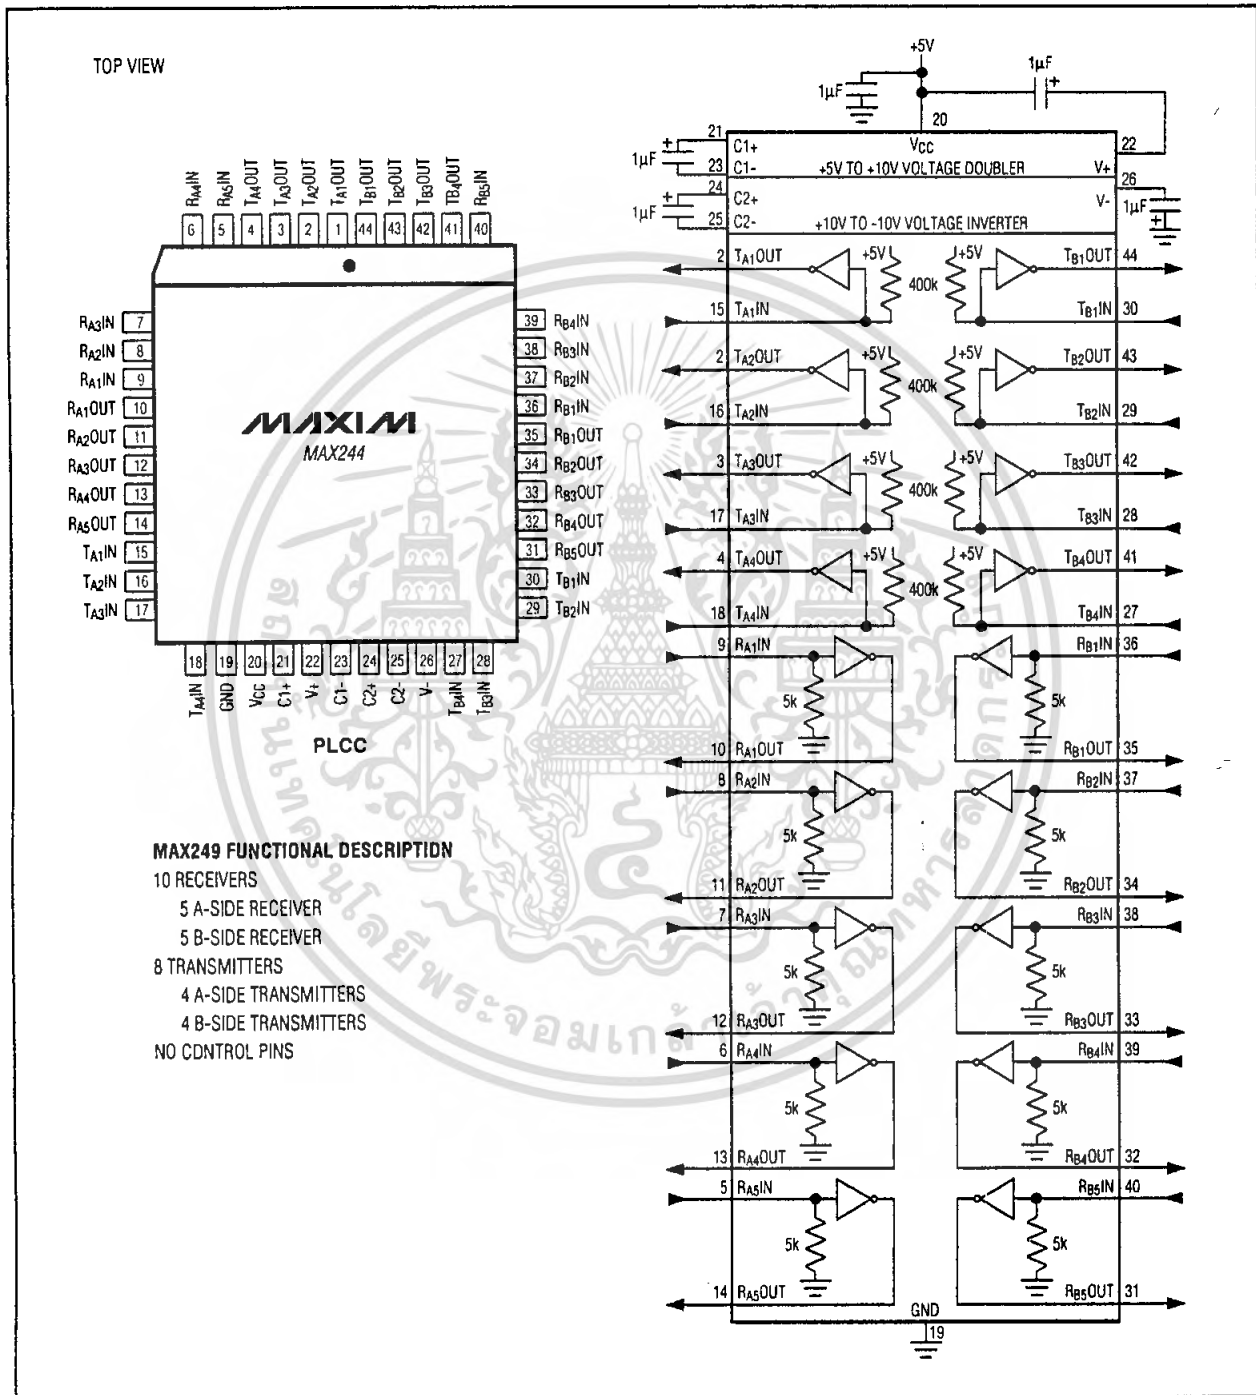 TOP VIEW
6 RA4IN
5 RA5IN
4 TA4OUT
3 TA3OUT
2 TA2OUT
1 TA1OUT
44 TB1OUT
43 TB2OUT
42 TB3OUT
41 TB4OUT
40 RB5IN
RA3IN 7
RA2IN 8
RA1IN 9
RA1OUT 10
RA2OUT 11
RA3OUT 12
RA4OUT 13
RA5OUT 14
TA1IN 15
TA2IN 16
TA3IN 17
MAXIM
MAX244
39 RB4IN
38 RB3IN
37 RB2IN
36 RB1IN
35 RB1OUT
34 RB2OUT
33 RB3OUT
32 RB4OUT
31 RB5OUT
30 TB1IN
29 TB2IN
18 TA4IN
19 GND
20 VCC
21 C1+
22 V+
23 C1-
24 C2+
25 C2-
26 V-
27 TB4IN
28 TB3IN
PLCC
MAX249 FUNCTIONAL DESCRIPTION
10 RECEIVERS
5 A-SIDE RECEIVER
5 B-SIDE RECEIVER
8 TRANSMITTERS
4 A-SIDE TRANSMITTERS
4 B-SIDE TRANSMITTERS
NO CONTROL PINS
+5V
1µF
1µF +
20
21 C1+ VCC 22
1µF +
23 C1- +5V TO +10V VOLTAGE DOUBLER V+
24 C2+ 26 V-
1µF +
25 C2- +10V TO -10V VOLTAGE INVERTER 1µF +
2 TA1OUT +5V +5V TB1OUT 44
400k
15 TA1IN TB1IN 30
2 TA2OUT +5V +5V TB2OUT 43
400k
16 TA2IN TB2IN 29
3 TA3OUT +5V +5V TB3OUT 42
400k
17 TA3IN TB3IN 28
4 TA4OUT +5V +5V TB4OUT 41
400k
18 TA4IN TB4IN 27
9 RA1IN RB1IN 36
5k 5k
10 RA1OUT RB1OUT 35
8 RA2IN RB2IN 37
5k 5k
11 RA2OUT RB2OUT 34
7 RA3IN RB3IN 38
5k 5k
12 RA3OUT RB3OUT 33
6 RA4IN RB4IN 39
5k 5k
13 RA4OUT RB4OUT 32
5 RA5IN RB5IN 40
5k 5k
14 RA5OUT RB5OUT 31
GND
19